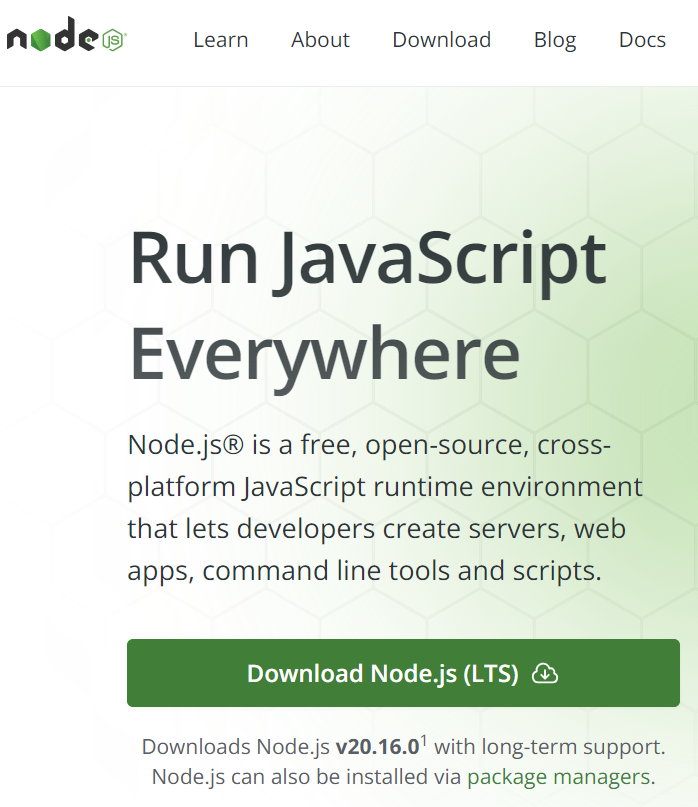 node JS
Learn About Download Blog Docs
Run JavaScript
Everywhere
Node.js® is a free, open-source, cross-
platform JavaScript runtime environment
that lets developers create servers, web
apps, command line tools and scripts.
Download Node.js (LTS)
Downloads Node.js v20.16.0¹ with long-term support.
Node.js can also be installed via package managers.